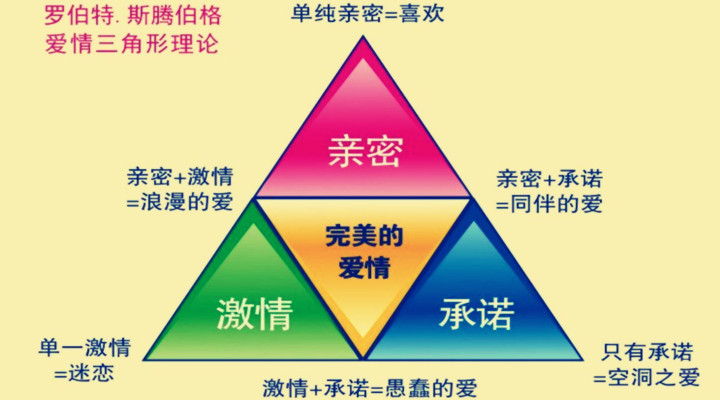 罗伯特.斯腾伯格
爱情三角形理论
单纯亲密=喜欢
亲密
亲密+激情
=浪漫的爱
亲密+承诺
=同伴的爱
完美的
爱情
激情
承诺
单一激情
=迷恋
只有承诺
=空洞之爱
激情+承诺=愚蠢的爱